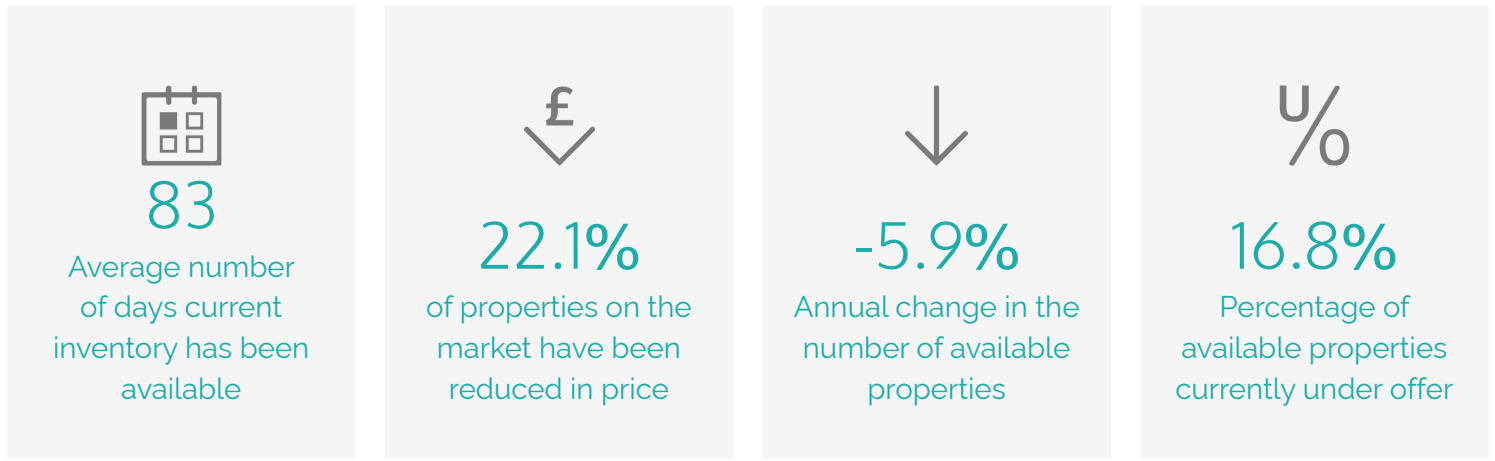 83
Average number
of days current
inventory has been
available
£
22.1%
of properties on the
market have been
reduced in price
-5.9%
Annual change in the
number of available
properties
U%
16.8%
Percentage of
available properties
currently under offer